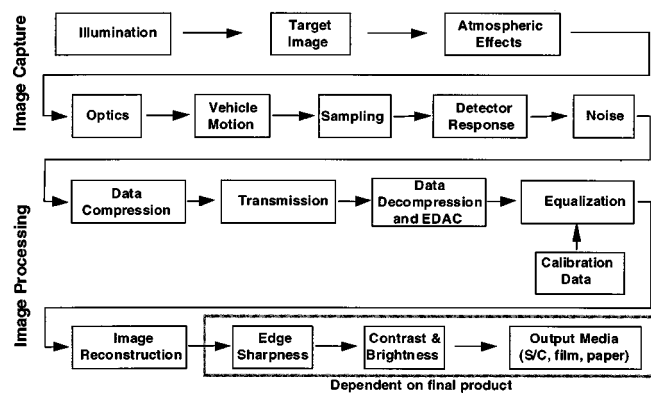 Image Capture
Illumination
Target
Image
Atmospheric
Effects
Optics
Vehicle
Motion
Sampling
Detector
Response
Noise
Image Processing
Data
Compression
Transmission
Data
Decompression
and EDAC
Equalization
Calibration
Data
Image
Reconstruction
Edge
Sharpness
Contrast &
Brightness
Output Media
(S/C, film, paper)
Dependent on final product